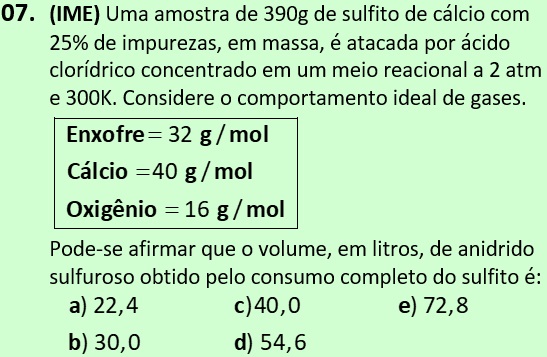 07. (IME) Uma amostra de 390g de sulfito de cálcio com
25% de impurezas, em massa, é atacada por ácido
clorídrico concentrado em um meio reacional a 2 atm
e 300K. Considere o comportamento ideal de gases.
Enxofre = 32 g/mol
Cálcio =40 g/mol
Oxigênio = 16 g/mol
Pode-se afirmar que o volume, em litros, de anidrido
sulfuroso obtido pelo consumo completo do sulfito é:
a) 22,4 c)40,0 e) 72,8
b) 30,0 d) 54,6